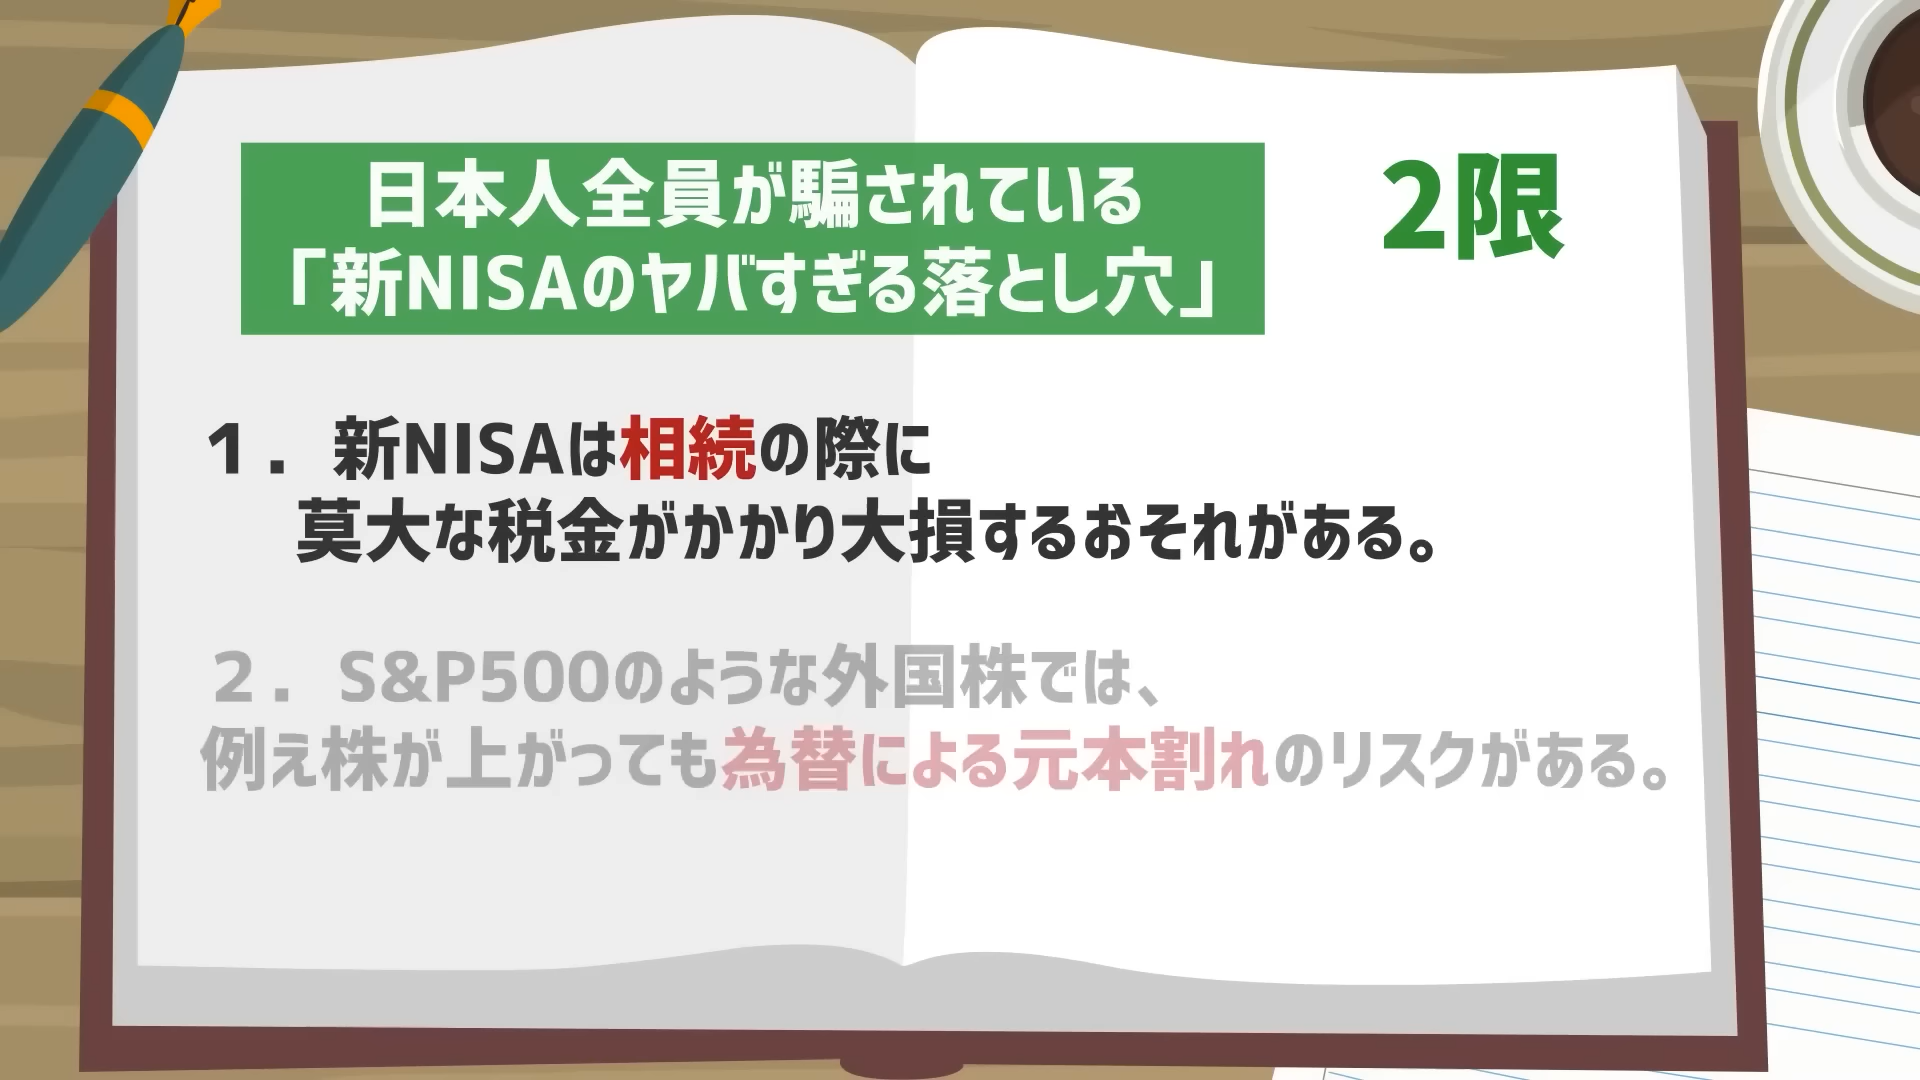 日本人全員が騙されている
「新NISAのヤバすぎる落とし穴」
2限
１．新NISAは相続の際に
莫大な税金がかかり大損するおそれがある。
２．S&P500のような外国株では、
例え株が上がっても為替による元本割れのリスクがある。